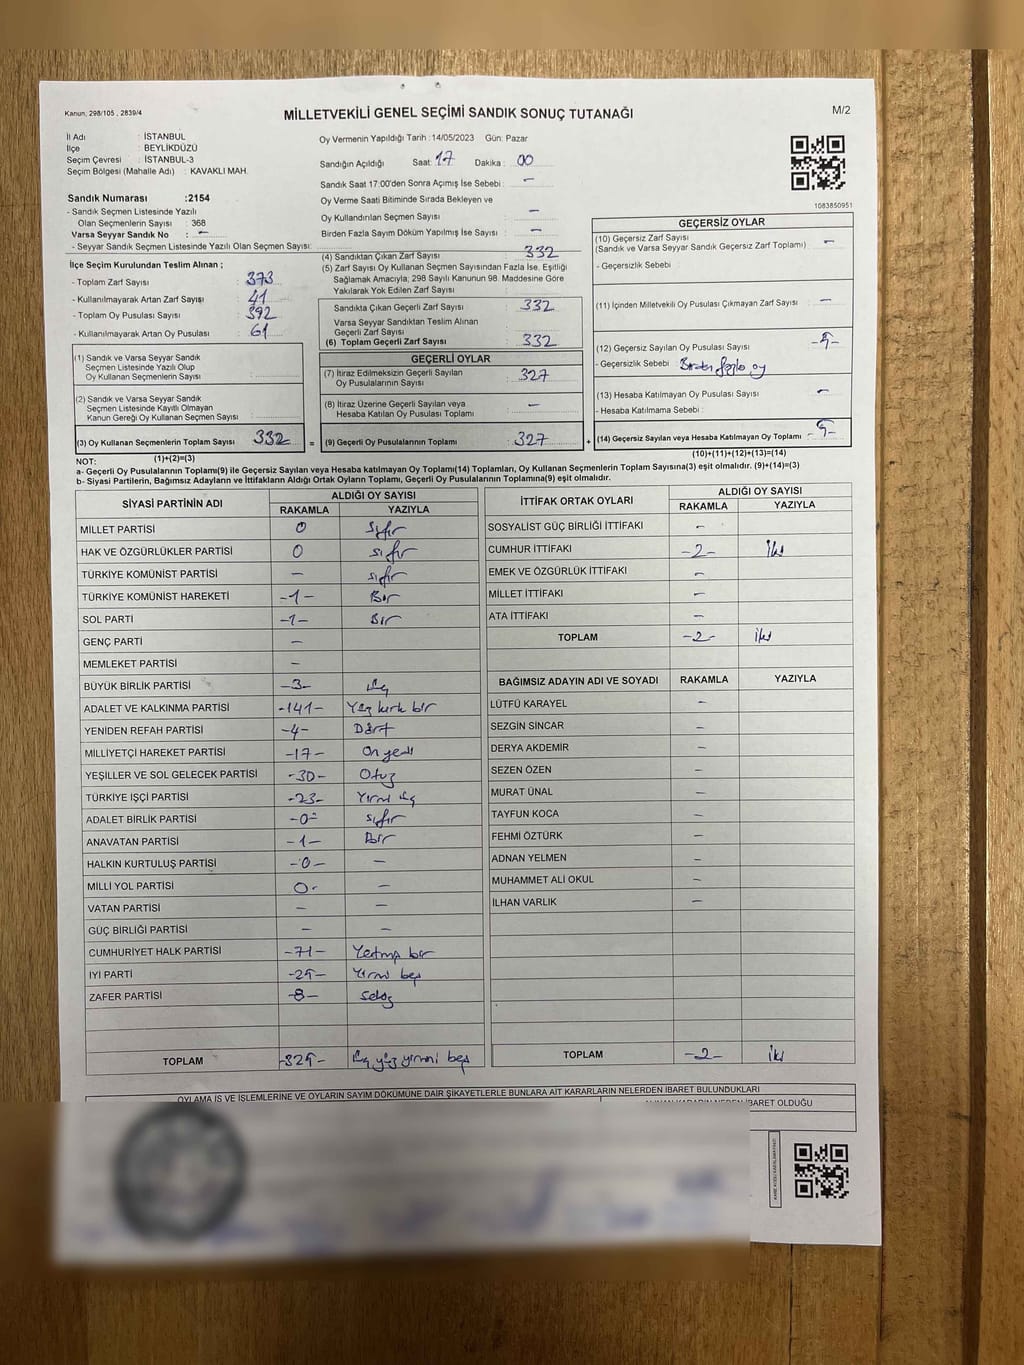 Kanun; 298/105 , 2839/4
MİLLETVEKİLİ GENEL SEÇİMİ SANDIK SONUÇ TUTANAĞI
M/2
İl Adı : İSTANBUL
İlçe : BEYLİKDÜZÜ
Seçim Çevresi : İSTANBUL-3
Seçim Bölgesi (Mahalle Adı) : KAVAKLI MAH.
Oy Vermenin Yapıldığı Tarih :14/05/2023 Gün: Pazar
Sandığın Açıldığı Saat: 17 Dakika : 00
Sandık Saat 17:00'den Sonra Açımış İse Sebebi : -
Oy Verme Saati Bitiminde Sırada Bekleyen ve
Oy Kullandırılan Seçmen Sayısı : -
Birden Fazla Sayım Döküm Yapılmış İse Sayısı : -
1083850951
Sandık Numarası :2154
- Sandık Seçmen Listesinde Yazılı
Olan Seçmenlerin Sayısı : 368
Varsa Seyyar Sandık No : -
- Seyyar Sandık Seçmen Listesinde Yazılı Olan Seçmen Sayısı:
İlçe Seçim Kurulundan Teslim Alınan ;
- Toplam Zarf Sayısı : 373
- Kullanılmayarak Artan Zarf Sayısı : 41
- Toplam Oy Pusulası Sayısı : 392
- Kullanılmayarak Artan Oy Pusulası : 61
(1) Sandık ve Varsa Seyyar Sandık
Seçmen Listesinde Yazılı Olup
Oy Kullanan Seçmenlerin Sayısı :
(2) Sandık ve Varsa Seyyar Sandık
Seçmen Listesinde Kayıtlı Olmayan
Kanun Gereği Oy Kullanan Seçmen Sayısı :
(3) Oy Kullanan Seçmenlerin Toplam Sayısı 332 =
(4) Sandıktan Çıkan Zarf Sayısı : 332
(5) Zarf Sayısı Oy Kullanan Seçmen Sayısından Fazla İse, Eşitliği
Sağlamak Amacıyla, 298 Sayılı Kanunun 98. Maddesine Göre
Yakılarak Yok Edilen Zarf Sayısı : -
Sandıkta Çıkan Geçerli Zarf Sayısı : 332
Varsa Seyyar Sandıktan Teslim Alınan
Geçerli Zarf Sayısı :
(6) Toplam Geçerli Zarf Sayısı : 332
GEÇERLİ OYLAR
(7) İtiraz Edilmeksizin Geçerli Sayılan
Oy Pusulalarının Sayısı : 327
(8) İtiraz Üzerine Geçerli Sayılan veya
Hesaba Katılan Oy Pusulası Toplamı : -
(9) Geçerli Oy Pusulalarının Toplamı : 327 +
GEÇERSİZ OYLAR
(10) Geçersiz Zarf Sayısı : -
(Sandık ve Varsa Seyyar Sandık Geçersiz Zarf Toplamı)
- Geçersizlik Sebebi :
(11) İçinden Milletvekili Oy Pusulası Çıkmayan Zarf Sayısı : -
(12) Geçersiz Sayılan Oy Pusulası Sayısı : -5-
- Geçersizlik Sebebi : Birden fazla oy
(13) Hesaba Katılmayan Oy Pusulası Sayısı : -
- Hesaba Katılmama Sebebi :
(14) Geçersiz Sayılan veya Hesaba Katılmayan Oy Toplamı : -5-
(1)+(2)=(3)
(10)+(11)+(12)+(13)=(14)
NOT:
a- Geçerli Oy Pusulalarının Toplamı(9) ile Geçersiz Sayılan veya Hesaba katılmayan Oy Toplamı(14) Toplamları, Oy Kullanan Seçmenlerin Toplam Sayısına(3) eşit olmalıdır. (9)+(14)=(3)
b- Siyasi Partilerin, Bağımsız Adayların ve İttifakların Aldığı Ortak Oyların Toplamı, Geçerli Oy Pusulalarının Toplamına(9) eşit olmalıdır.
SİYASİ PARTİNİN ADI ALDIĞI OY SAYISI
RAKAMLA YAZIYLA
MİLLET PARTİSİ 0 sıfır
HAK VE ÖZGÜRLÜKLER PARTİSİ 0 sıfır
TÜRKİYE KOMÜNİST PARTİSİ - sıfır
TÜRKİYE KOMÜNİST HAREKETİ -1- Bir
SOL PARTİ -1- Bir
GENÇ PARTİ -
MEMLEKET PARTİSİ -
BÜYÜK BİRLİK PARTİSİ -3- üç
ADALET VE KALKINMA PARTİSİ -141- Yüz kırk bir
YENİDEN REFAH PARTİSİ -4- Dört
MİLLİYETÇİ HAREKET PARTİSİ -17- On yedi
YEŞİLLER VE SOL GELECEK PARTİSİ -30- Otuz
TÜRKİYE İŞÇİ PARTİSİ -23- Yirmi üç
ADALET BİRLİK PARTİSİ -0- sıfır
ANAVATAN PARTİSİ -1- Bir
HALKIN KURTULUŞ PARTİSİ -0- -
MİLLİ YOL PARTİSİ 0- -
VATAN PARTİSİ - -
GÜÇ BİRLİĞİ PARTİSİ - -
CUMHURİYET HALK PARTİSİ -71- Yetmiş bir
İYİ PARTİ -25- Yirmi beş
ZAFER PARTİSİ -8- sekiz
TOPLAM -325- üç yüz yirmi beş
İTTİFAK ORTAK OYLARI ALDIĞI OY SAYISI
RAKAMLA YAZIYLA
SOSYALİST GÜÇ BİRLİĞİ İTTİFAKI -
CUMHUR İTTİFAKI -2- İki
EMEK VE ÖZGÜRLÜK İTTİFAKI -
MİLLET İTTİFAKI -
ATA İTTİFAKI -
TOPLAM -2- iki
BAĞIMSIZ ADAYIN ADI VE SOYADI RAKAMLA YAZIYLA
LÜTFÜ KARAYEL -
SEZGİN SİNCAR -
DERYA AKDEMİR -
SEZEN ÖZEN -
MURAT ÜNAL -
TAYFUN KOCA -
FEHMİ ÖZTÜRK -
ADNAN YELMEN -
MUHAMMET ALİ OKUL -
İLHAN VARLIK -
TOPLAM -2- iki
OYLAMA İŞ VE İŞLEMLERİNE VE OYLARIN SAYIM DÖKÜMÜNE DAİR ŞİKAYETLERLE BUNLARA AİT KARARLARIN NELERDEN İBARET BULUNDUKLARI
ALINAN KARARIN NEDEN İBARET OLDUĞU